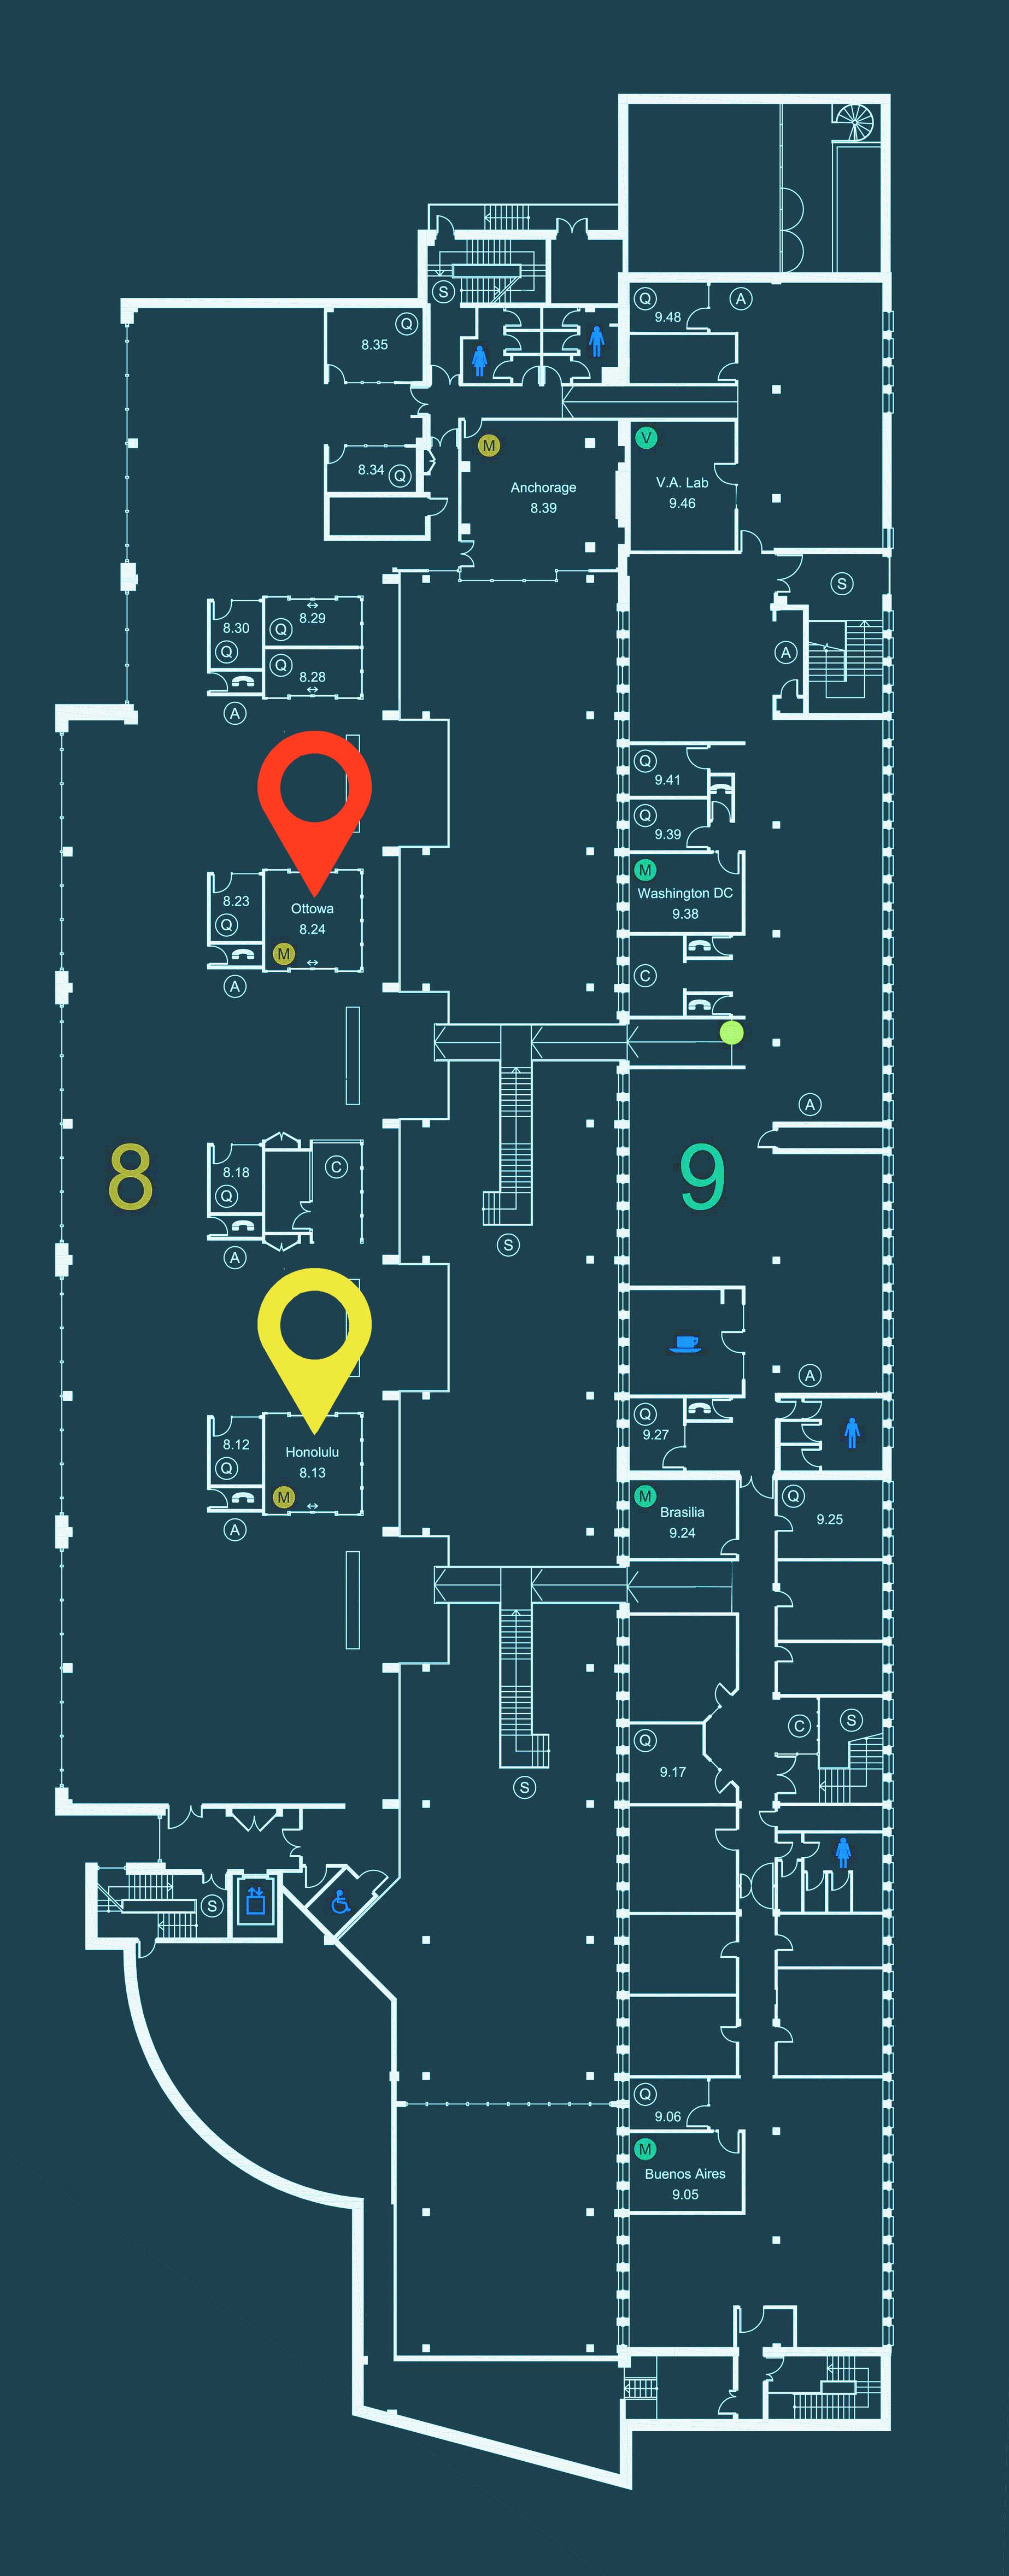 Q
9.48
A
S
Q
8.35
M
V
8.34
Q
Anchorage
8.39
V.A. Lab
9.46
S
8.30
Q
8.29
Q
Q
8.28
A
A
Q
9.41
Q
9.39
8.23
Q
Ottowa
8.24
M
M
Washington DC
9.38
A
C
A
8
8.18
Q
C
9
A
S
A
8.12
Q
Honolulu
8.13
M
Q
9.27
A
M
Brasilia
9.24
Q
9.25
Q
9.17
C
S
S
S
Q
9.06
M
Buenos Aires
9.05